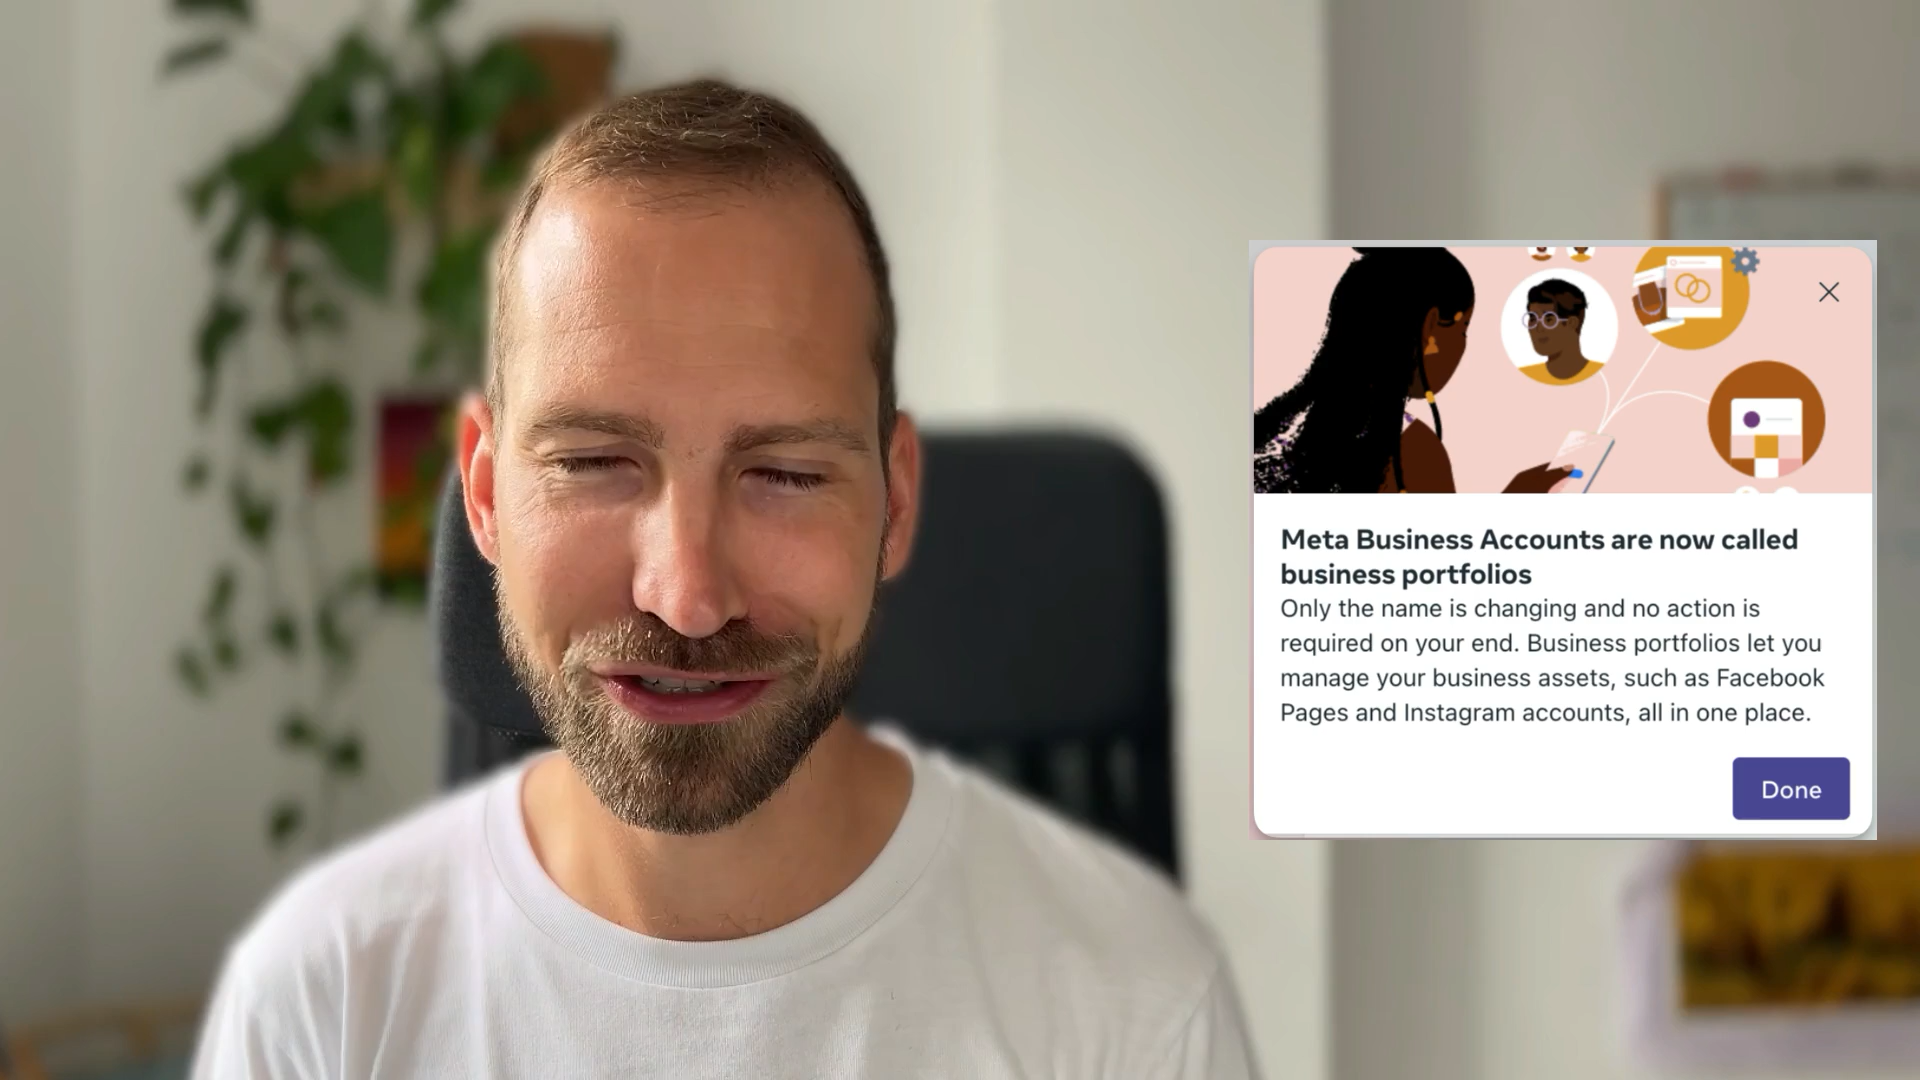 Meta Business Accounts are now called
business portfolios
Only the name is changing and no action is
required on your end. Business portfolios let you
manage your business assets, such as Facebook
Pages and Instagram accounts, all in one place.
Done